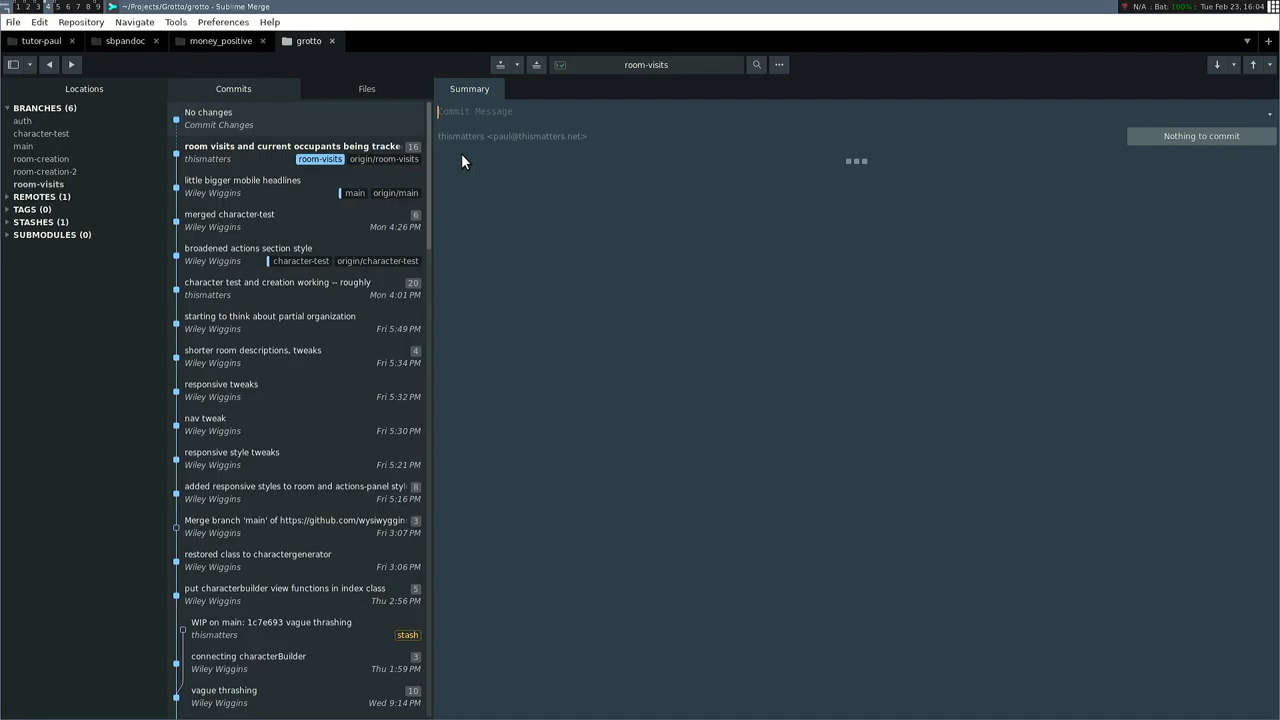 1 2 3 4 5 6 7 8 9 ~/Projects/Grotto/grotto - Sublime Merge
N/A : Bat: 100% : Tue Feb 23, 16:04
File Edit Repository Navigate Tools Preferences Help
tutor-paul × sbpandoc × money_positive × grotto ×
room-visits
Locations
BRANCHES (6)
auth
character-test
main
room-creation
room-creation-2
room-visits
REMOTES (1)
TAGS (0)
STASHES (1)
SUBMODULES (0)
Commits Files
No changes
Commit Changes
room visits and current occupants being tracke 16
thismatters room-visits origin/room-visits
little bigger mobile headlines
Wiley Wiggins main origin/main
merged character-test 6
Wiley Wiggins Mon 4:26 PM
broadened actions section style
Wiley Wiggins character-test origin/character-test
character test and creation working -- roughly 20
thismatters Mon 4:01 PM
starting to think about partial organization
Wiley Wiggins Fri 5:49 PM
shorter room descriptions, tweaks 4
Wiley Wiggins Fri 5:34 PM
responsive tweaks
Wiley Wiggins Fri 5:32 PM
nav tweak
Wiley Wiggins Fri 5:30 PM
responsive style tweaks
Wiley Wiggins Fri 5:21 PM
added responsive styles to room and actions-panel styl 8
Wiley Wiggins Fri 5:16 PM
Merge branch 'main' of https://github.com/wysiwyggin 3
Wiley Wiggins Fri 3:07 PM
restored class to charactergenerator
Wiley Wiggins Fri 3:06 PM
put characterbuilder view functions in index class 5
Wiley Wiggins Thu 2:56 PM
WIP on main: 1c7e693 vague thrashing
thismatters stash
connecting characterBuilder 3
Wiley Wiggins Thu 1:59 PM
vague thrashing 10
Wiley Wiggins Wed 9:14 PM
Summary
Commit Message
thismatters <paul@thismatters.net>
Nothing to commit